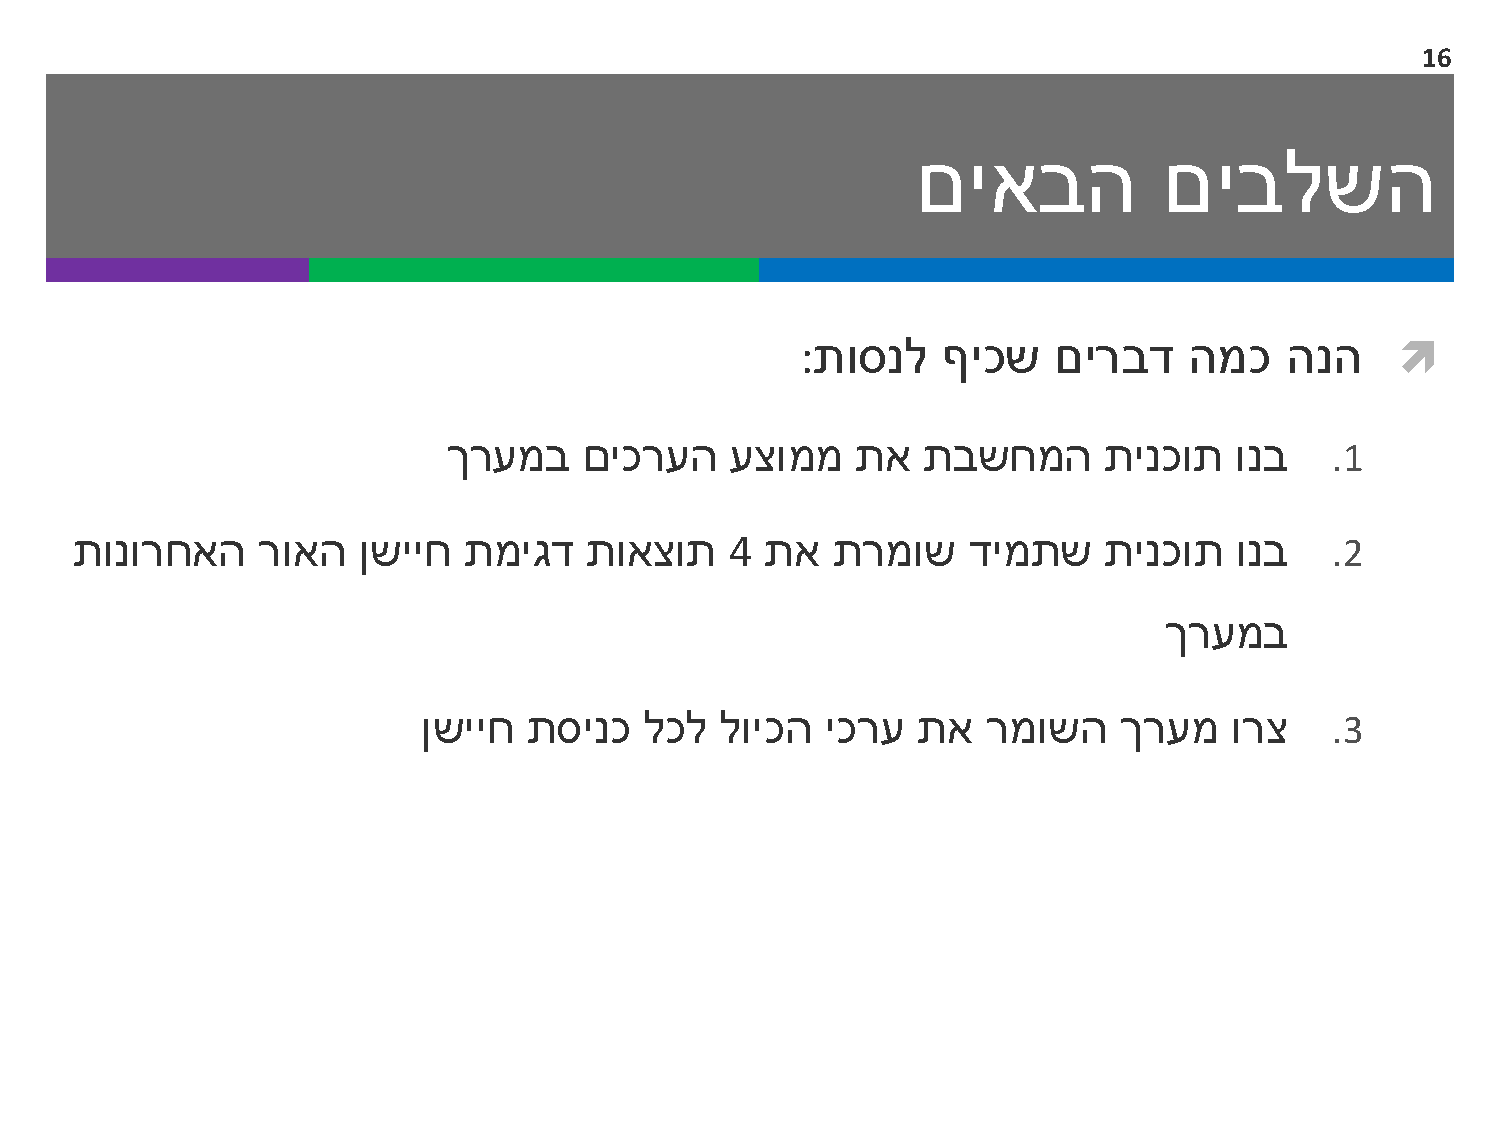 16
השלבים הבאים
הנה כמה דברים שכיף לנסות:
1. בנו תוכנית המחשבת את ממוצע הערכים במערך
2. בנו תוכנית שתמיד שומרת את 4 תוצאות דגימת חיישן האור האחרונות
במערך
3. צרו מערך השומר את ערכי הכיול לכל כניסת חיישן